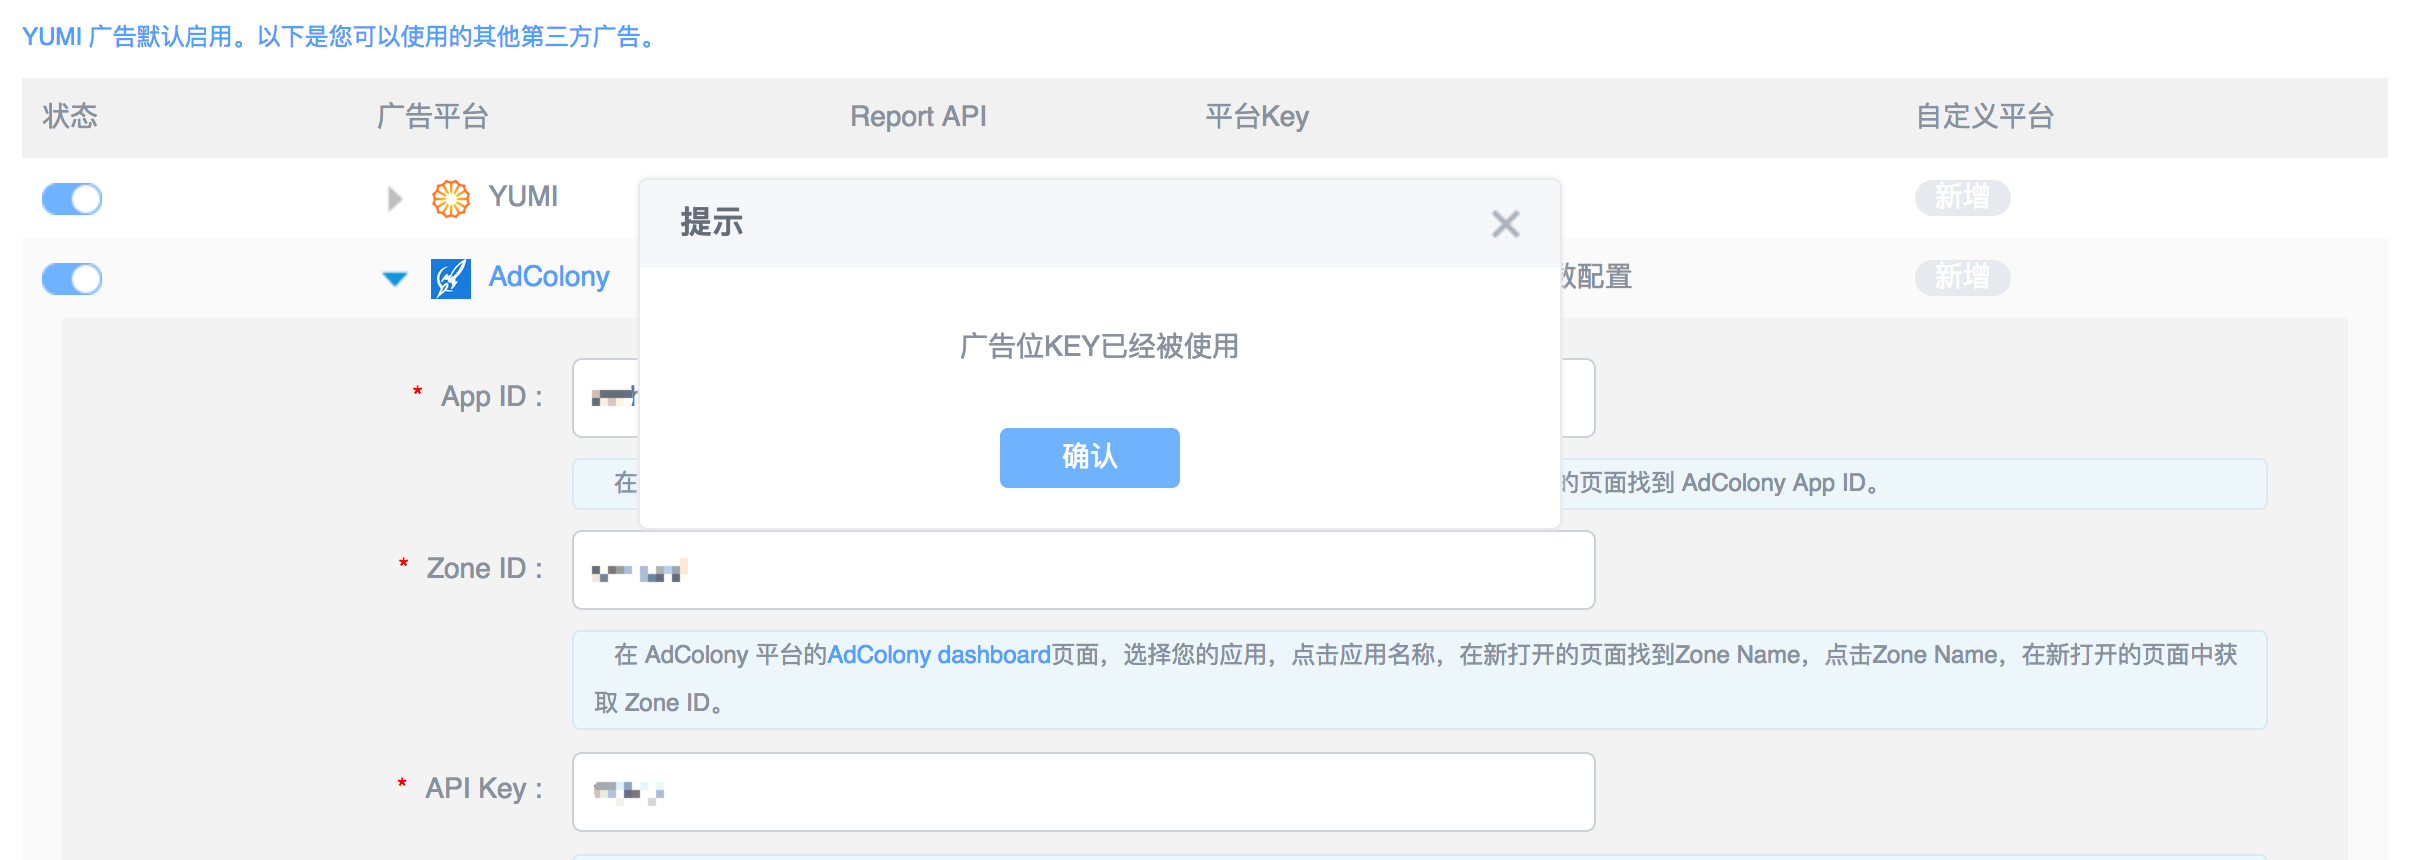 YUMI 广告默认启用。以下是您可以使用的其他第三方广告。
状态 广告平台 Report API 平台Key 自定义平台
YUMI 新增
提示
AdColony 配置 新增
广告位KEY已经被使用
* App ID :
确认
在 的页面找到 AdColony App ID。
* Zone ID :
在 AdColony 平台的AdColony dashboard页面，选择您的应用，点击应用名称，在新打开的页面找到Zone Name，点击Zone Name，在新打开的页面中获
取 Zone ID。
* API Key :